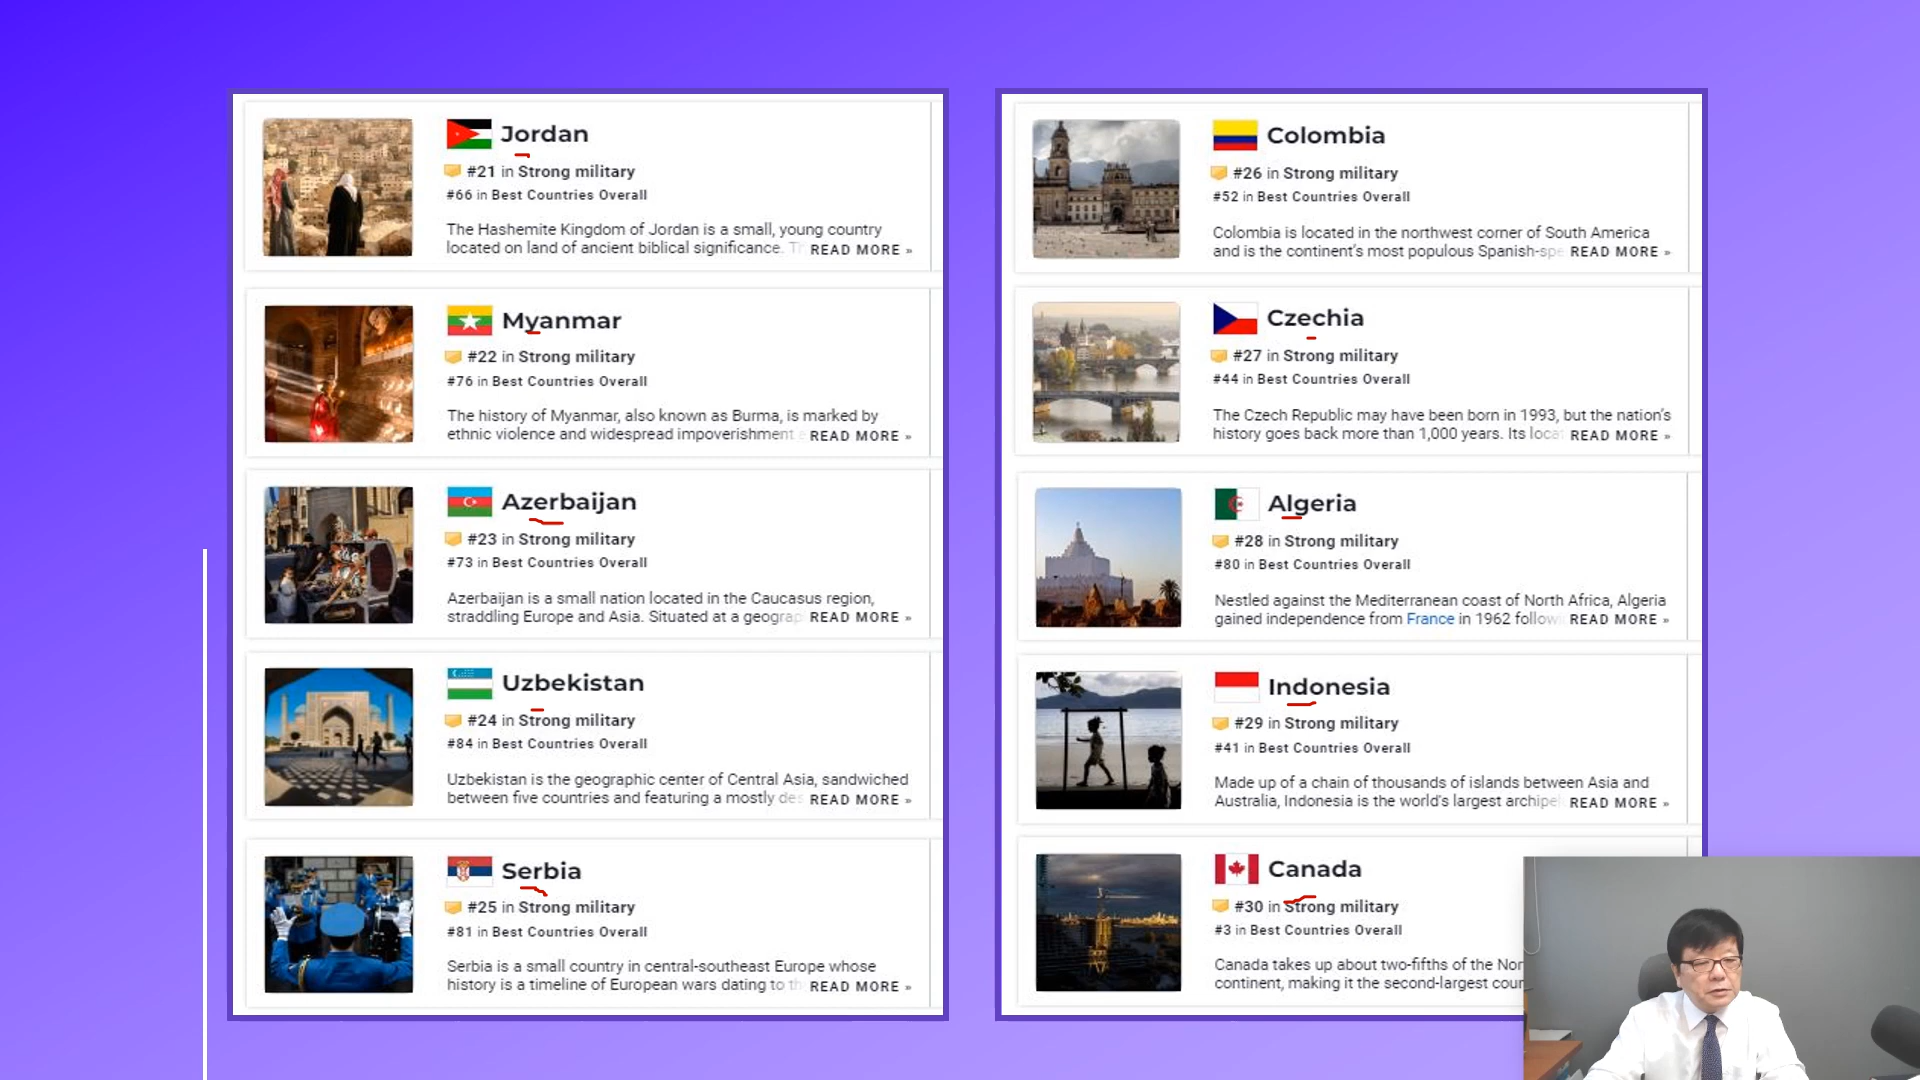 Jordan
#21 in Strong military
#66 in Best Countries Overall
The Hashemite Kingdom of Jordan is a small, young country
located on land of ancient biblical significance. READ MORE »
Myanmar
#22 in Strong military
#76 in Best Countries Overall
The history of Myanmar, also known as Burma, is marked by
ethnic violence and widespread impoverishment READ MORE »
Azerbaijan
#23 in Strong military
#73 in Best Countries Overall
Azerbaijan is a small nation located in the Caucasus region,
straddling Europe and Asia. Situated at a geograp READ MORE »
Uzbekistan
#24 in Strong military
#84 in Best Countries Overall
Uzbekistan is the geographic center of Central Asia, sandwiched
between five countries and featuring a mostly des READ MORE »
Serbia
#25 in Strong military
#81 in Best Countries Overall
Serbia is a small country in central-southeast Europe whose
history is a timeline of European wars dating to th READ MORE »
Colombia
#26 in Strong military
#52 in Best Countries Overall
Colombia is located in the northwest corner of South America
and is the continent's most populous Spanish-spe READ MORE »
Czechia
#27 in Strong military
#44 in Best Countries Overall
The Czech Republic may have been born in 1993, but the nation's
history goes back more than 1,000 years. Its loca READ MORE »
Algeria
#28 in Strong military
#80 in Best Countries Overall
Nestled against the Mediterranean coast of North Africa, Algeria
gained independence from France in 1962 follow READ MORE »
Indonesia
#29 in Strong military
#41 in Best Countries Overall
Made up of a chain of thousands of islands between Asia and
Australia, Indonesia is the world's largest archipel READ MORE »
Canada
#30 in Strong military
#3 in Best Countries Overall
Canada takes up about two-fifths of the Nor
continent, making it the second-largest cour